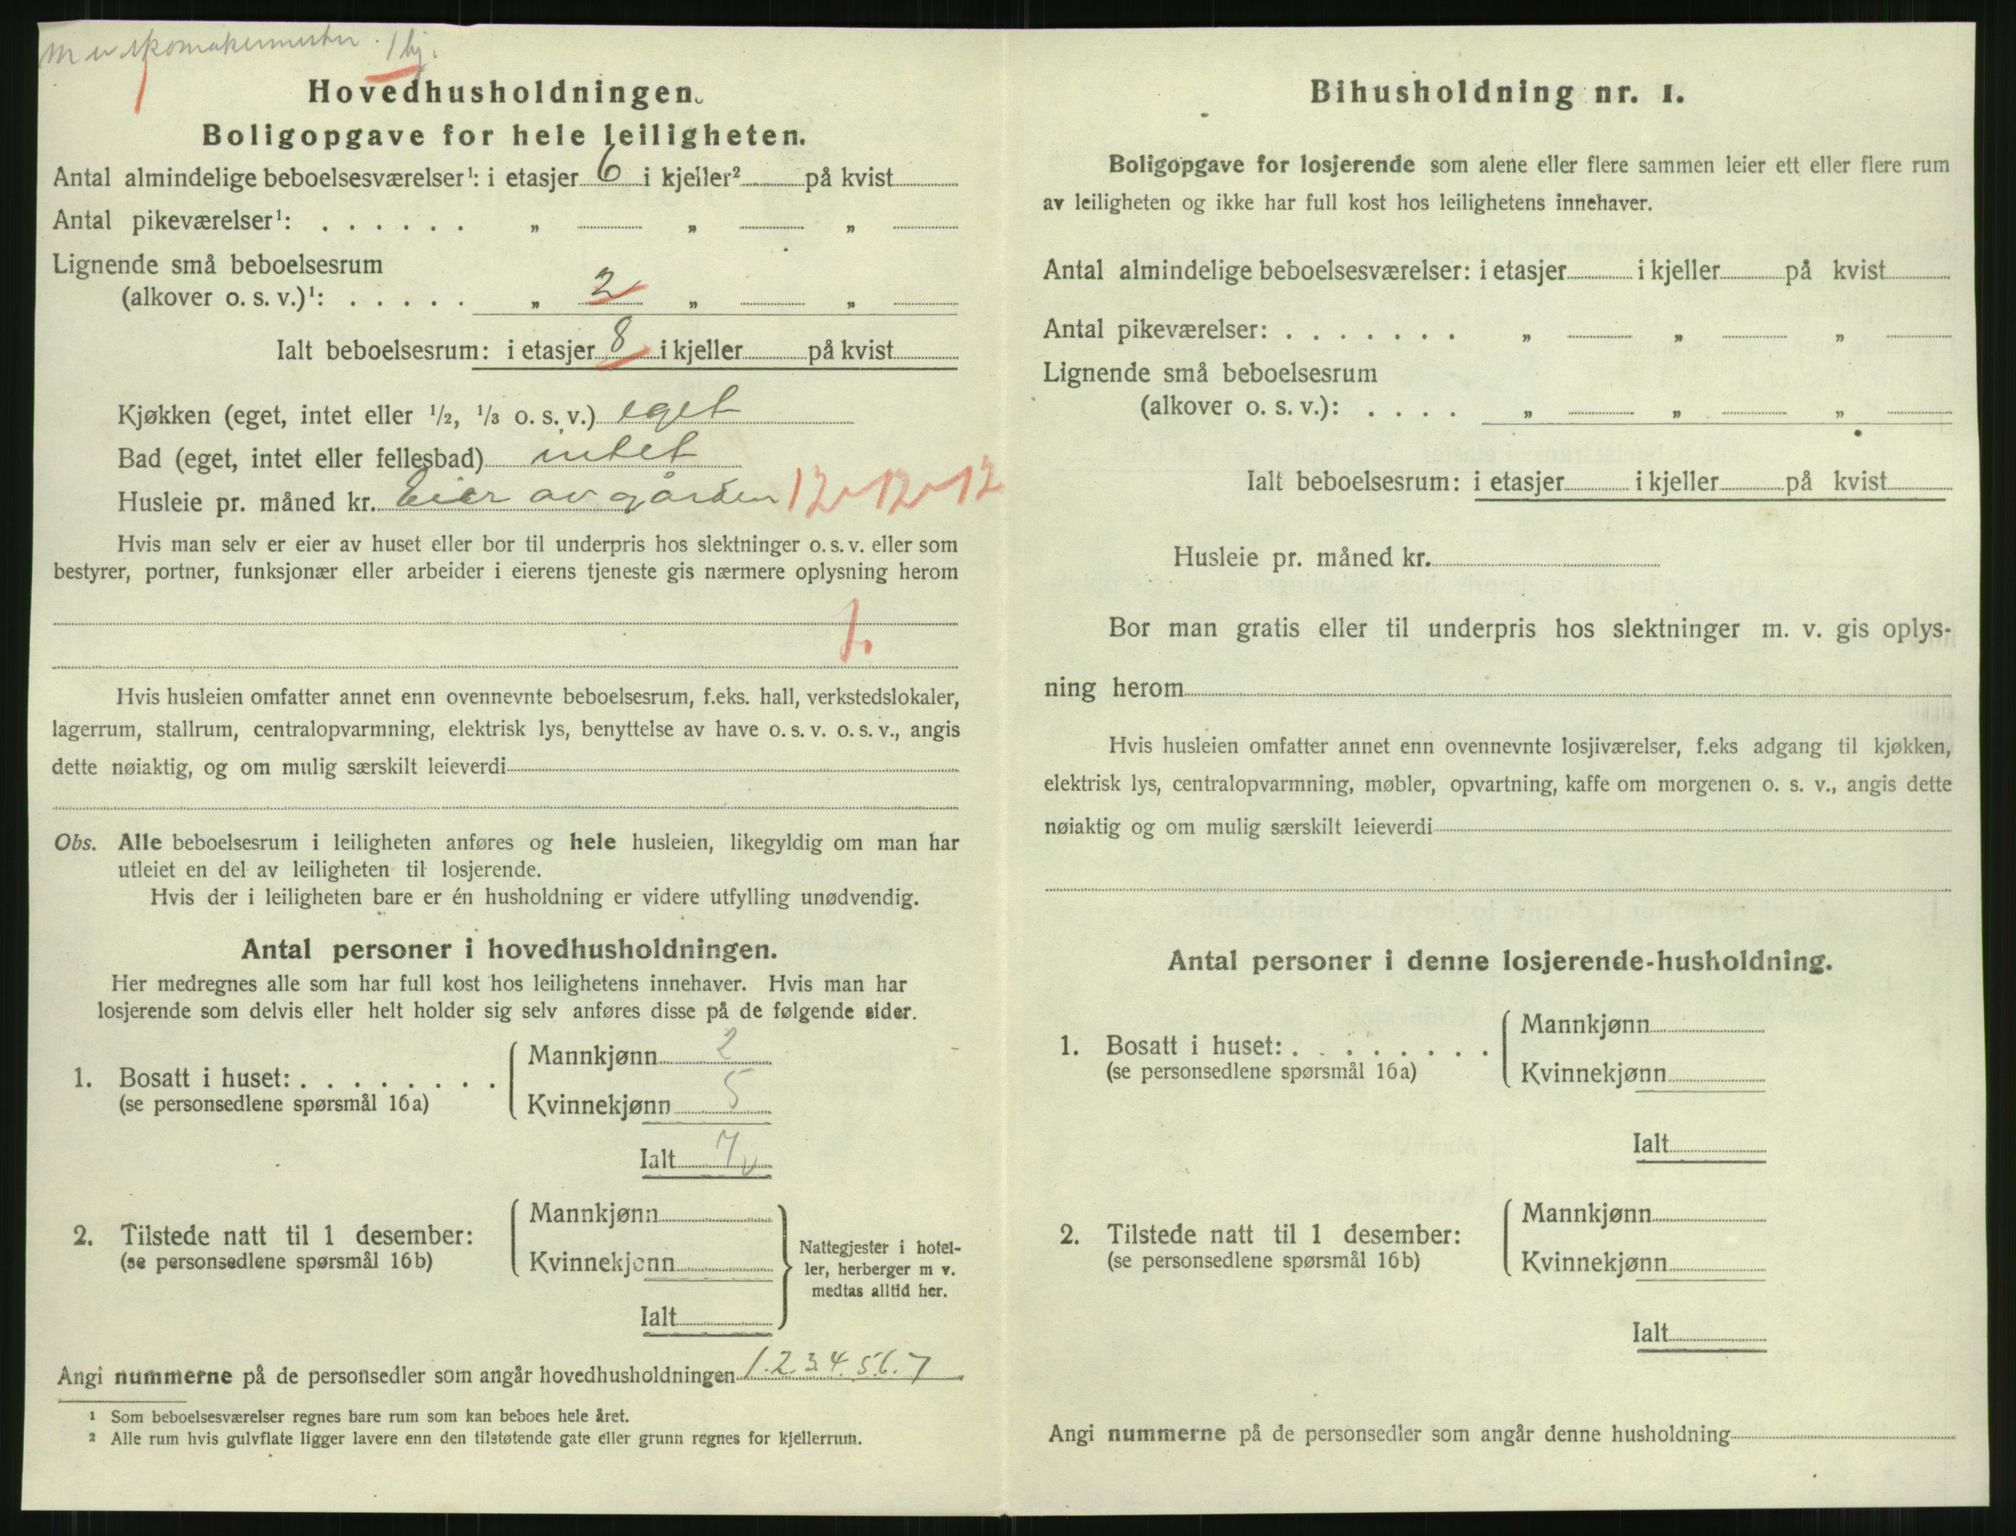 M er skomakermester. 1 hj.
Hovedhusholdningen.
Boligopgave for hele leiligheten.
Antal almindelige beboelsesværelser¹: i etasjer 6 i kjeller² på kvist
Antal pikeværelser¹: . . . . . . „ „ „
Lignende små beboelsesrum
(alkover o. s. v.)¹: . . . . . „ 2 „ „
Ialt beboelsesrum: i etasjer 8 i kjeller på kvist
Kjøkken (eget, intet eller 1/2, 1/3 o. s. v.) eget
Bad (eget, intet eller fellesbad) intet
Husleie pr. måned kr. Eier av gården 12-12-12
Hvis man selv er eier av huset eller bor til underpris hos slektninger o. s. v. eller som
bestyrer, portner, funksjonær eller arbeider i eierens tjeneste gis nærmere oplysning herom
1.
Hvis husleien omfatter annet enn ovennevnte beboelsesrum, f.eks. hall, verkstedslokaler,
lagerrum, stallrum, centralopvarmning, elektrisk lys, benyttelse av have o. s. v. o. s. v., angis
dette nøiaktig, og om mulig særskilt leieverdi
Obs. Alle beboelsesrum i leiligheten anføres og hele husleien, likegyldig om man har
utleiet en del av leiligheten til losjerende.
Hvis der i leiligheten bare er én husholdning er videre utfylling unødvendig.
Antal personer i hovedhusholdningen.
Her medregnes alle som har full kost hos leilighetens innehaver. Hvis man har
losjerende som delvis eller helt holder sig selv anføres disse på de følgende sider.
1. Bosatt i huset: . . . . . . . .
(se personsedlene spørsmål 16a)
Mannkjønn 2
Kvinnekjønn 5
Ialt 7
2. Tilstede natt til 1 desember:
(se personsedlene spørsmål 16b)
Mannkjønn
Kvinnekjønn
Ialt
Nattegjester i hotel-
ler, herberger m v.
medtas alltid her.
Angi nummerne på de personsedler som angår hovedhusholdningen 1. 2. 3. 4. 5. 6. 7
¹ Som beboelsesværelser regnes bare rum som kan beboes hele året.
² Alle rum hvis gulvflate ligger lavere enn den tilstøtende gate eller grunn regnes for kjellerrum.
Bihusholdning nr. 1.
Boligopgave for losjerende som alene eller flere sammen leier ett eller flere rum
av leiligheten og ikke har full kost hos leilighetens innehaver.
Antal almindelige beboelsesværelser: i etasjer i kjeller på kvist
Antal pikeværelser: . . . . . . . „ „ „
Lignende små beboelsesrum
(alkover o. s. v.): . . . . „ „ „
Ialt beboelsesrum: i etasjer i kjeller på kvist
Husleie pr. måned kr.
Bor man gratis eller til underpris hos slektninger m. v. gis oplys-
ning herom
Hvis husleien omfatter annet enn ovennevnte losjiværelser, f.eks adgang til kjøkken,
elektrisk lys, centralopvarmning, møbler, opvartning, kaffe om morgenen o. s. v., angis dette
nøiaktig og om mulig særskilt leieverdi
Antal personer i denne losjerende-husholdning.
1. Bosatt i huset: . . . . . . . .
(se personsedlene spørsmål 16a)
Mannkjønn
Kvinnekjønn
Ialt
2. Tilstede natt til 1 desember:
(se personsedlene spørsmål 16b)
Mannkjønn
Kvinnekjønn
Ialt
Angi nummerne på de personsedler som angår denne husholdning